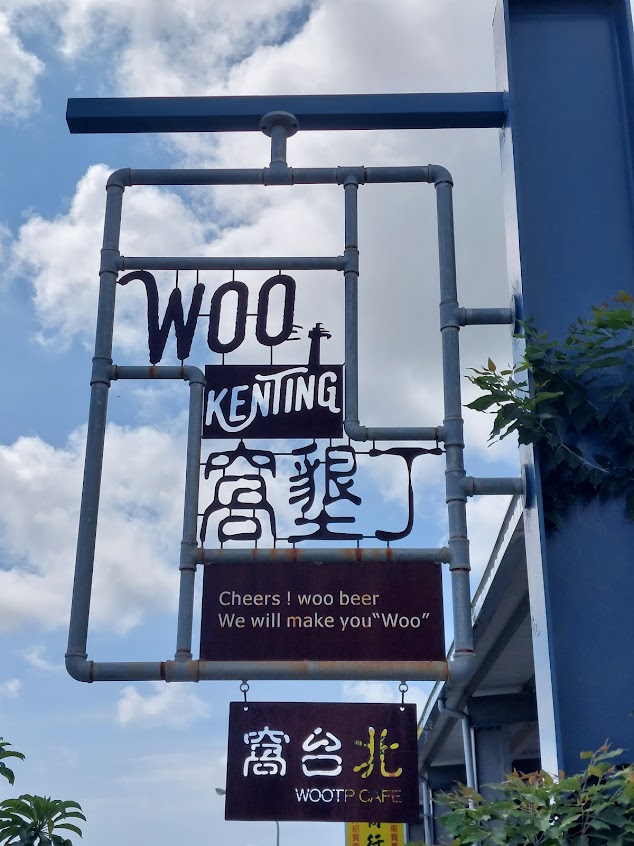 WOO
KENTING
窩墾丁
Cheers ! woo beer
We will make you“Woo”
窩台北
WOOTP CAFE